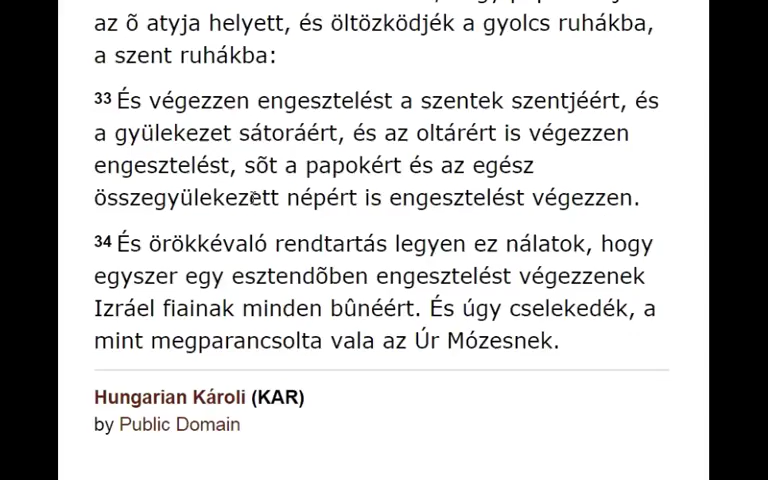 az õ atyja helyett, és öltözködjék a gyolcs ruhákba,
a szent ruhákba:
33 És végezzen engesztelést a szentek szentjéért, és
a gyülekezet sátoráért, és az oltárért is végezzen
engesztelést, sõt a papokért és az egész
összegyülekezett népért is engesztelést végezzen.
34 És örökkévaló rendtartás legyen ez nálatok, hogy
egyszer egy esztendõben engesztelést végezzenek
Izráel fiainak minden bûnéért. És úgy cselekedék, a
mint megparancsolta vala az Úr Mózesnek.
Hungarian Károli (KAR)
by Public Domain